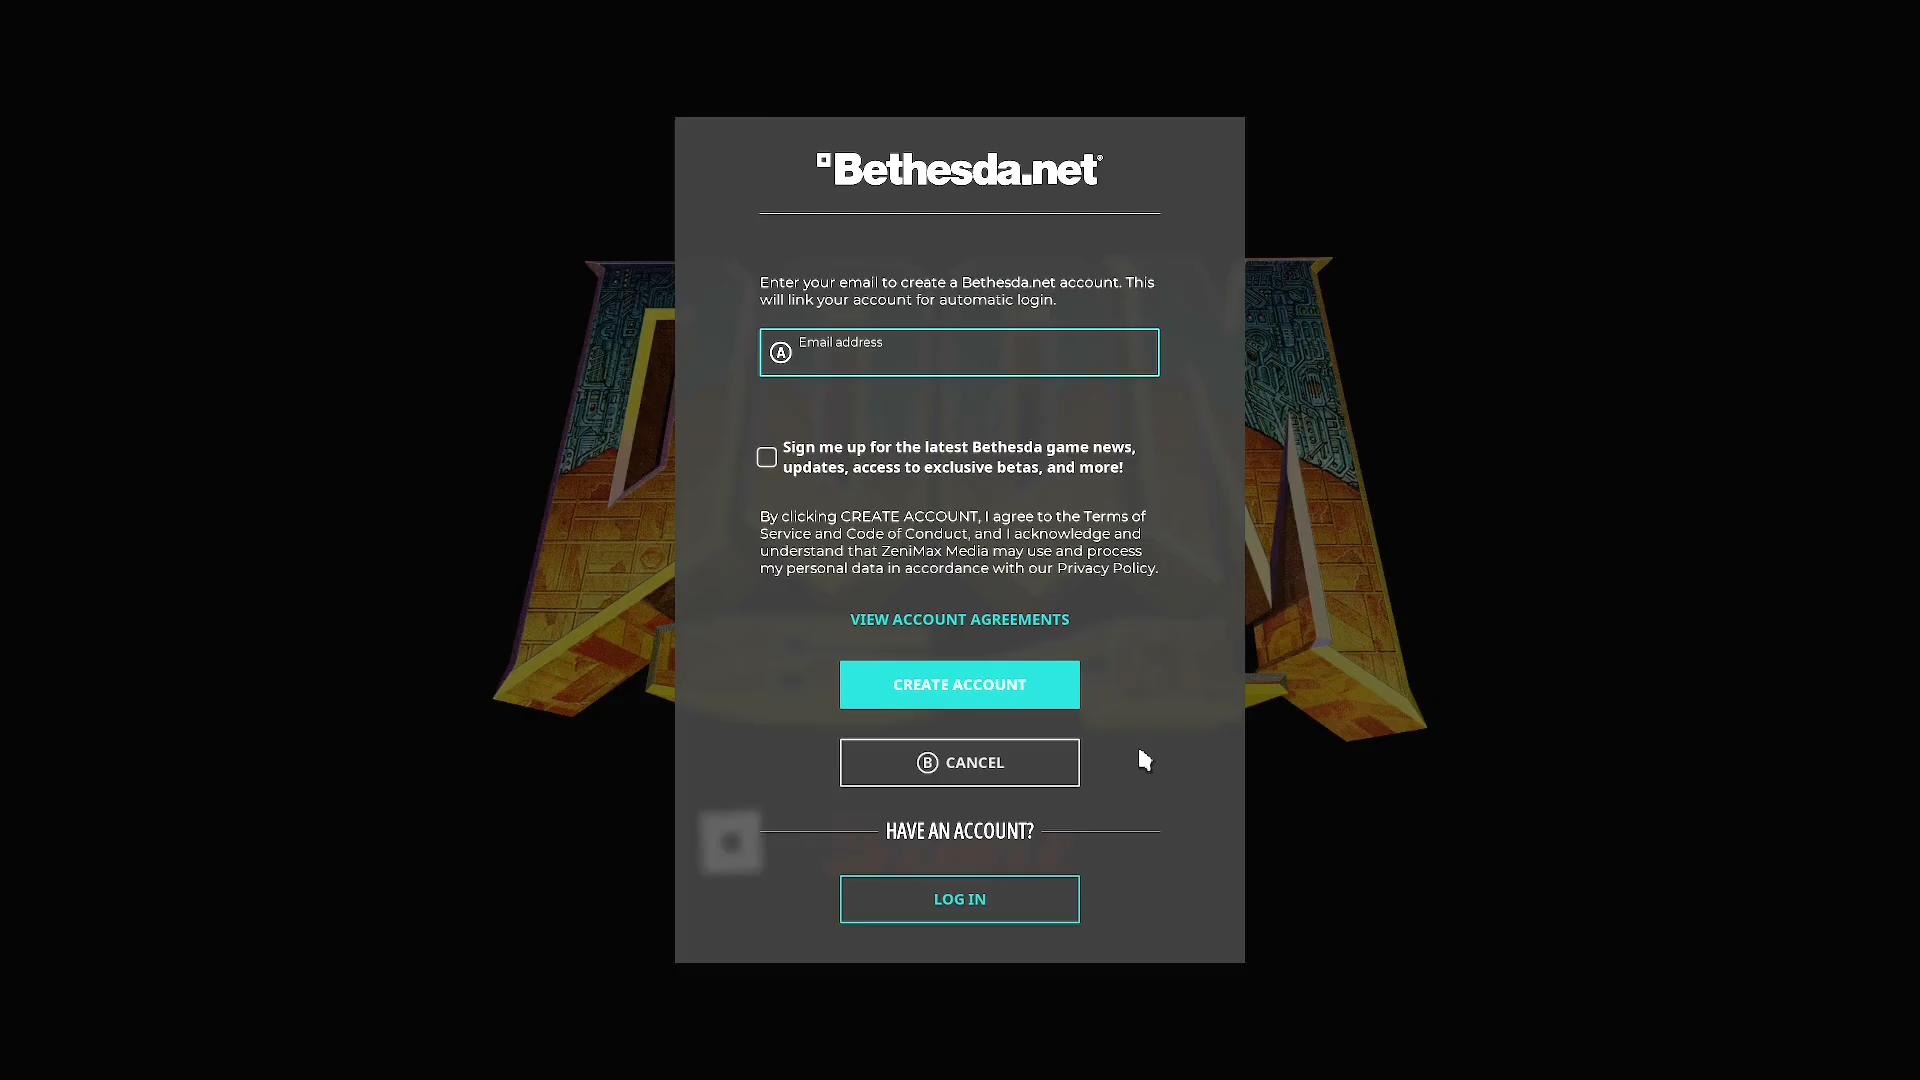 Bethesda.net®
Enter your email to create a Bethesda.net account. This
will link your account for automatic login.
A Email address
Sign me up for the latest Bethesda game news,
updates, access to exclusive betas, and more!
By clicking CREATE ACCOUNT, I agree to the Terms of
Service and Code of Conduct, and I acknowledge and
understand that ZeniMax Media may use and process
my personal data in accordance with our Privacy Policy.
VIEW ACCOUNT AGREEMENTS
CREATE ACCOUNT
B CANCEL
HAVE AN ACCOUNT?
LOG IN